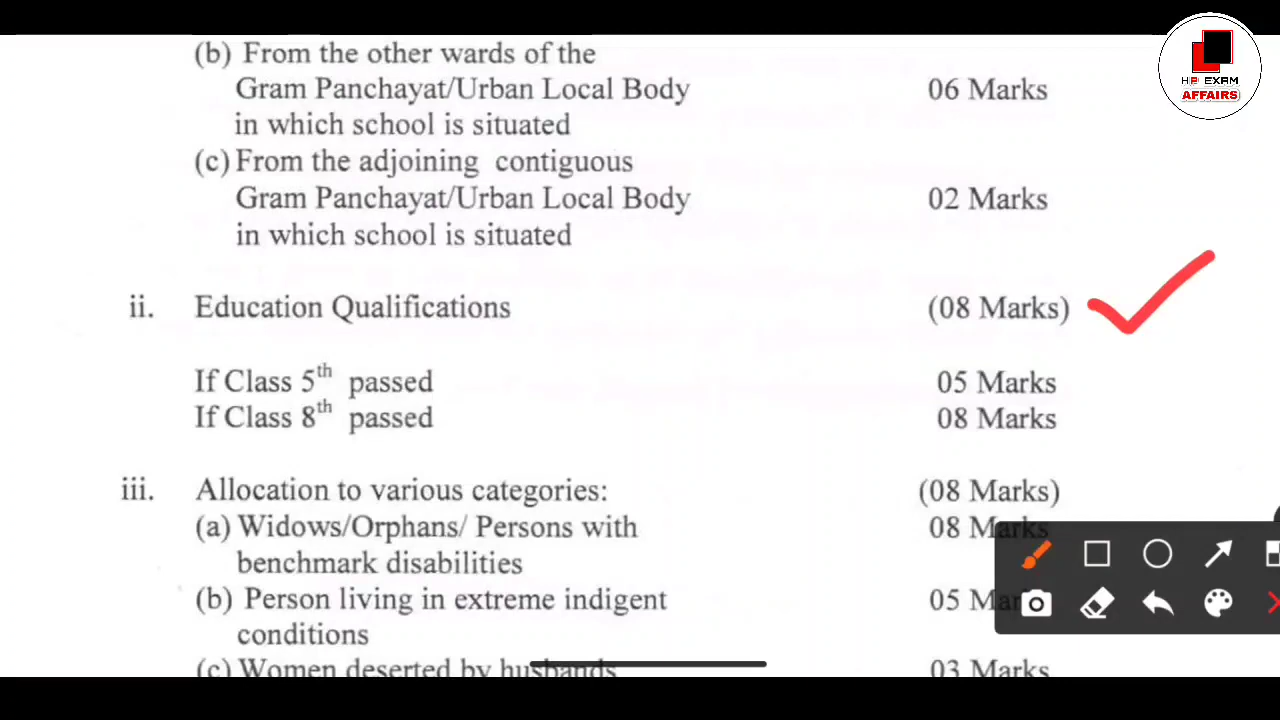 HP EXAM
AFFAIRS
(b) From the other wards of the
Gram Panchayat/Urban Local Body 06 Marks
in which school is situated
(c) From the adjoining contiguous
Gram Panchayat/Urban Local Body 02 Marks
in which school is situated
ii. Education Qualifications (08 Marks)
If Class 5th passed 05 Marks
If Class 8th passed 08 Marks
iii. Allocation to various categories: (08 Marks)
(a) Widows/Orphans/ Persons with 08 Marks
benchmark disabilities
(b) Person living in extreme indigent 05
conditions
(c) Women deserted by husbands 03 Marks